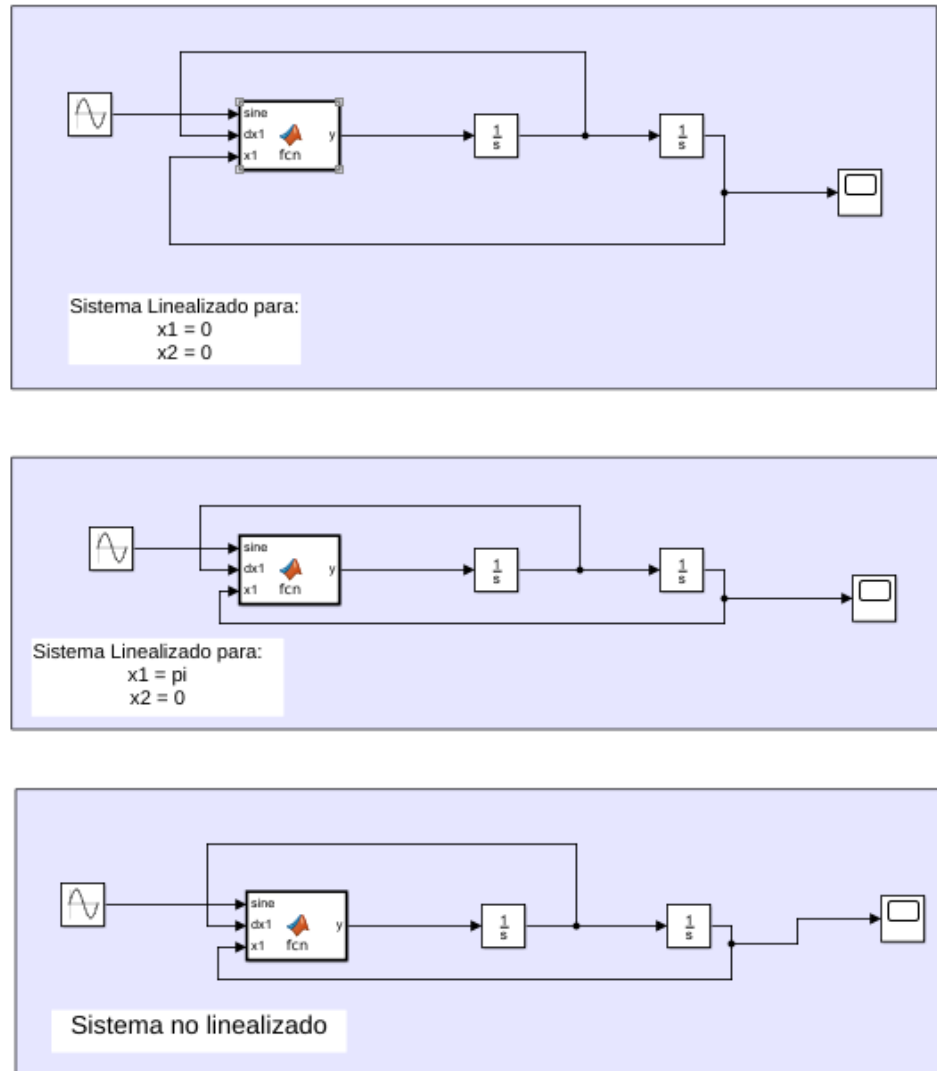 sine
dx1
x1
y
fcn
1
s
1
s
Sistema Linealizado para:
x1 = 0
x2 = 0
sine
dx1
x1
y
fcn
1
s
1
s
Sistema Linealizado para:
x1 = pi
x2 = 0
sine
dx1
x1
y
fcn
1
s
1
s
Sistema no linealizado